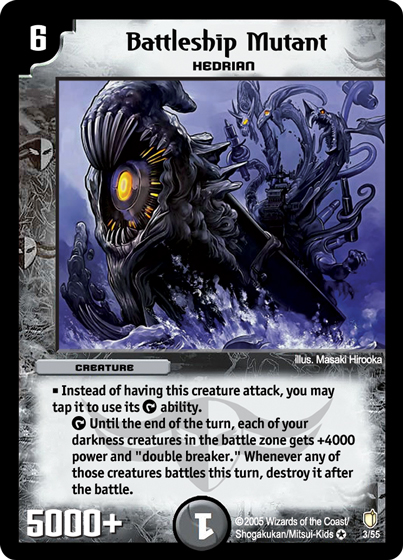 6
Battleship Mutant
HEDRIAN
illus. Masaki Hirooka
CREATURE
▪ Instead of having this creature attack, you may
tap it to use its ability.
Until the end of the turn, each of your
darkness creatures in the battle zone gets +4000
power and "double breaker." Whenever any of
those creatures battles this turn, destroy it after
the battle.
5000+
1
©2005 Wizards of the Coast/
Shogakukan/Mitsui-Kids ✪ 3/55